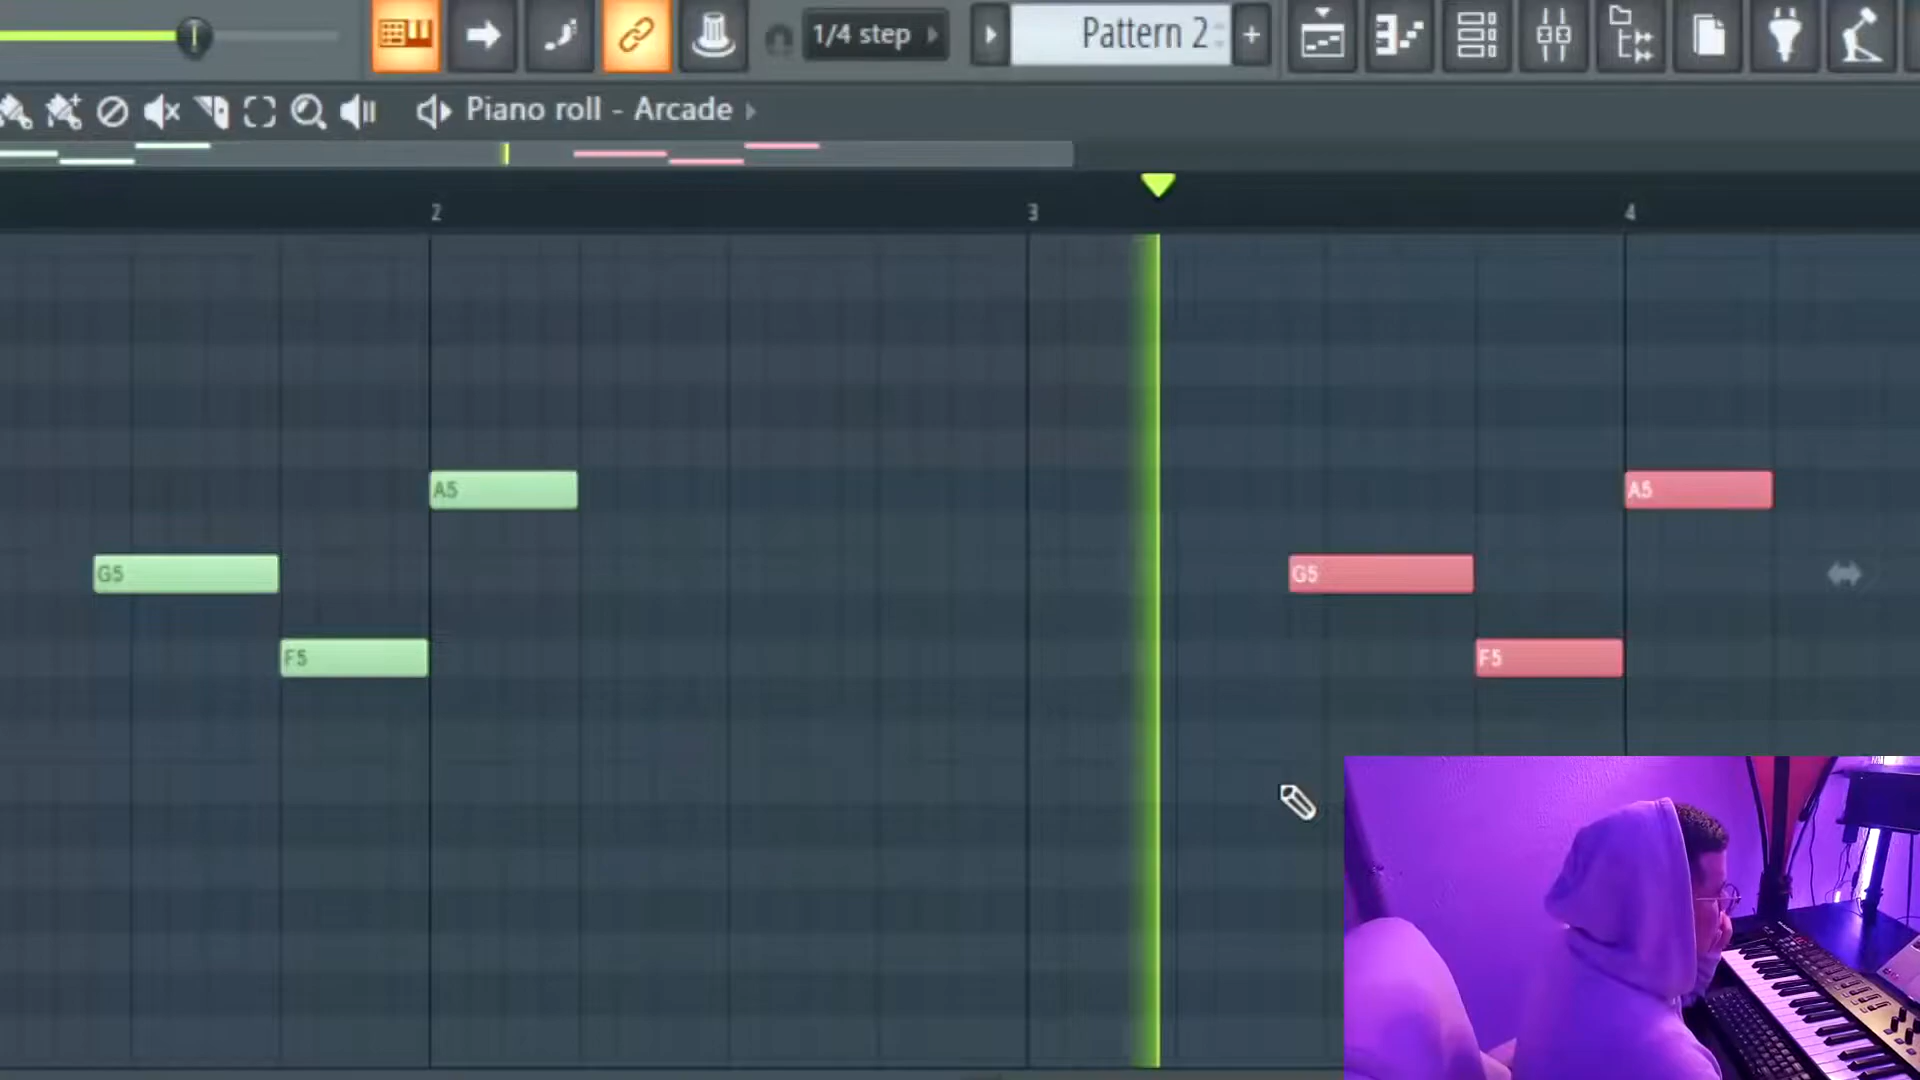 1/4 step
Pattern 2
+
Piano roll - Arcade
2
3
4
A5
A5
G5
G5
F5
F5